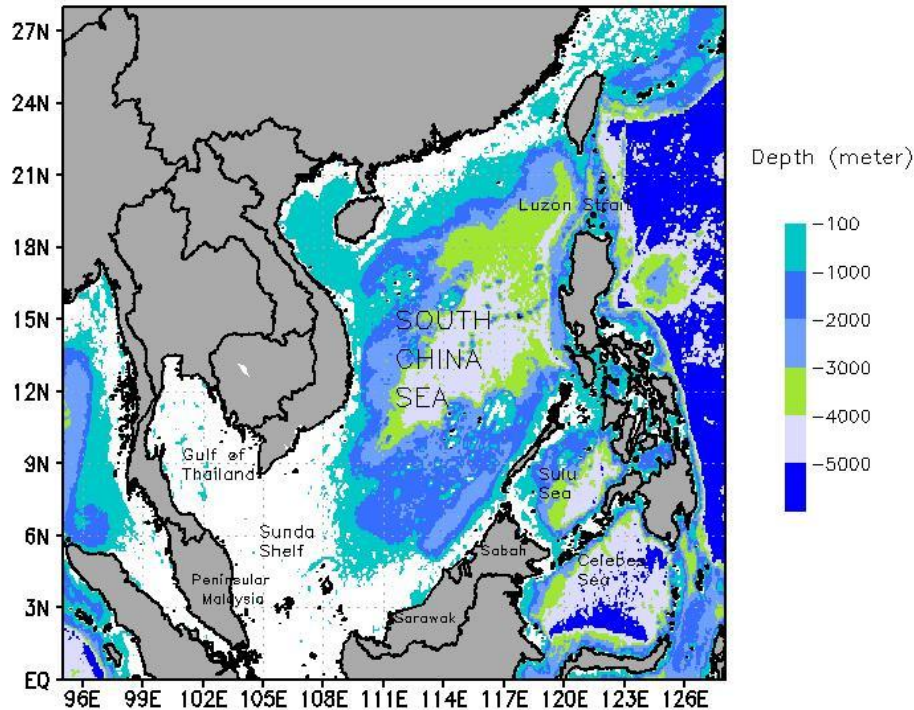 27N
24N
21N
18N
15N
12N
9N
6N
3N
EQ
96E 99E 102E 105E 108E 111E 114E 117E 120E 123E 126E
Luzon Strait
SOUTH
CHINA
SEA
Gulf of
Thailand
Sulu
Sea
Sunda
Shelf
Sabah
Celebes
Sea
Peninsular
Malaysia
Sarawak
Depth (meter)
-100
-1000
-2000
-3000
-4000
-5000